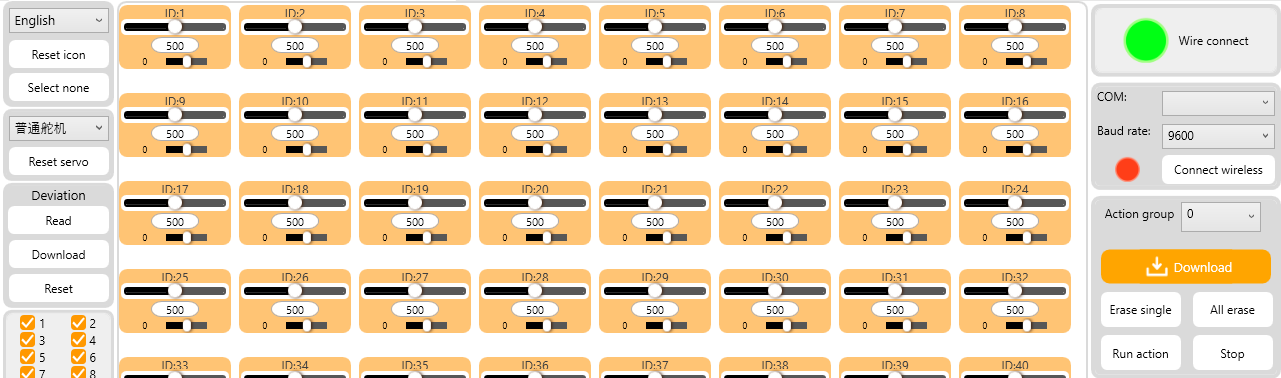 English
Reset icon
Select none
普通舵机
Reset servo
Deviation
Read
Download
Reset
1 2
3 4
5 6
7 8
ID:1 ID:2 ID:3 ID:4 ID:5 ID:6 ID:7 ID:8
500 500 500 500 500 500 500 500
0 0 0 0 0 0 0 0
ID:9 ID:10 ID:11 ID:12 ID:13 ID:14 ID:15 ID:16
500 500 500 500 500 500 500 500
0 0 0 0 0 0 0 0
ID:17 ID:18 ID:19 ID:20 ID:21 ID:22 ID:23 ID:24
500 500 500 500 500 500 500 500
0 0 0 0 0 0 0 0
ID:25 ID:26 ID:27 ID:28 ID:29 ID:30 ID:31 ID:32
500 500 500 500 500 500 500 500
0 0 0 0 0 0 0 0
ID:33 ID:34 ID:35 ID:36 ID:37 ID:38 ID:39 ID:40
Wire connect
COM:
Baud rate: 9600
Connect wireless
Action group 0
Download
Erase single All erase
Run action Stop